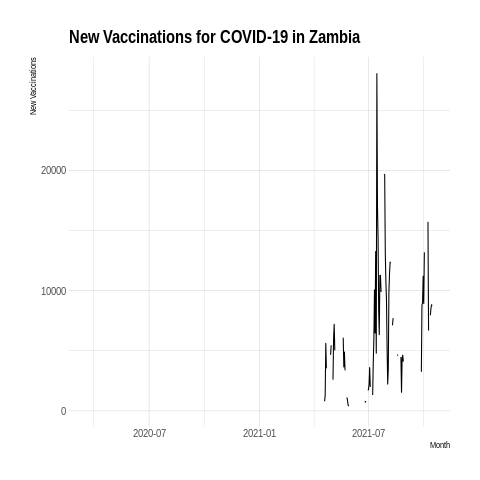 New Vaccinations for COVID-19 in Zambia
New Vaccinations
20000
10000
0
2020-07
2021-01
2021-07
Month